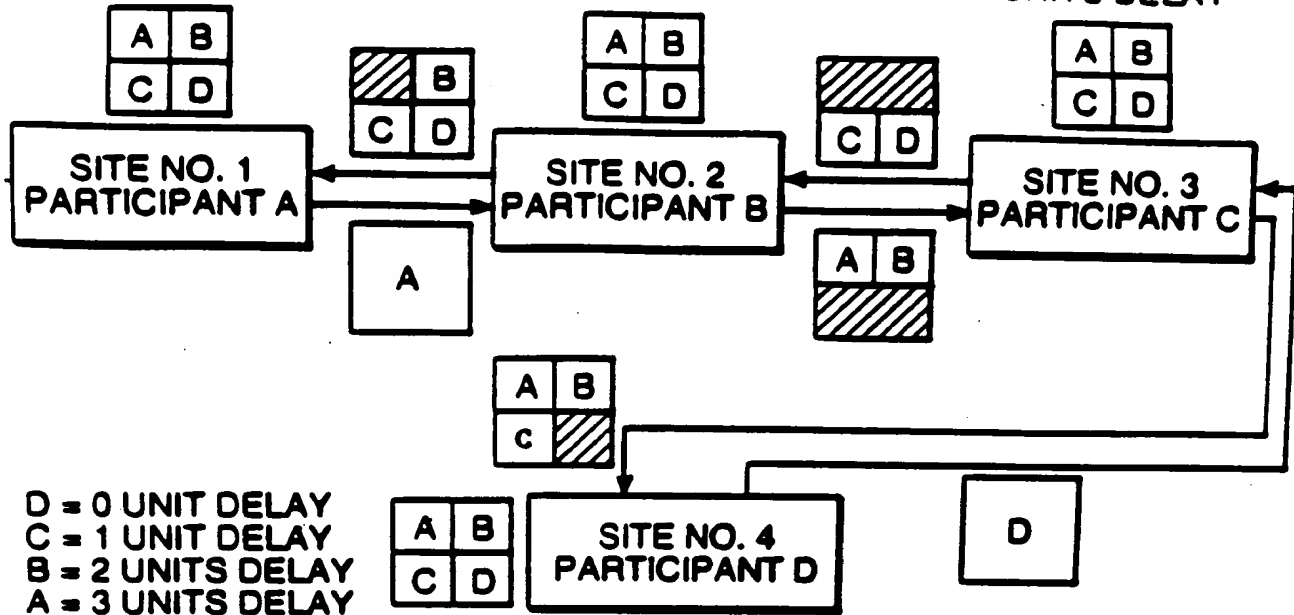 A B
C D
B
C D
A B
C D
C D
A B
C D
SITE NO. 1
PARTICIPANT A
SITE NO. 2
PARTICIPANT B
SITE NO. 3
PARTICIPANT C
A
A B
A B
C
D = 0 UNIT DELAY
C = 1 UNIT DELAY
B = 2 UNITS DELAY
A = 3 UNITS DELAY
A B
C D
SITE NO. 4
PARTICIPANT D
D